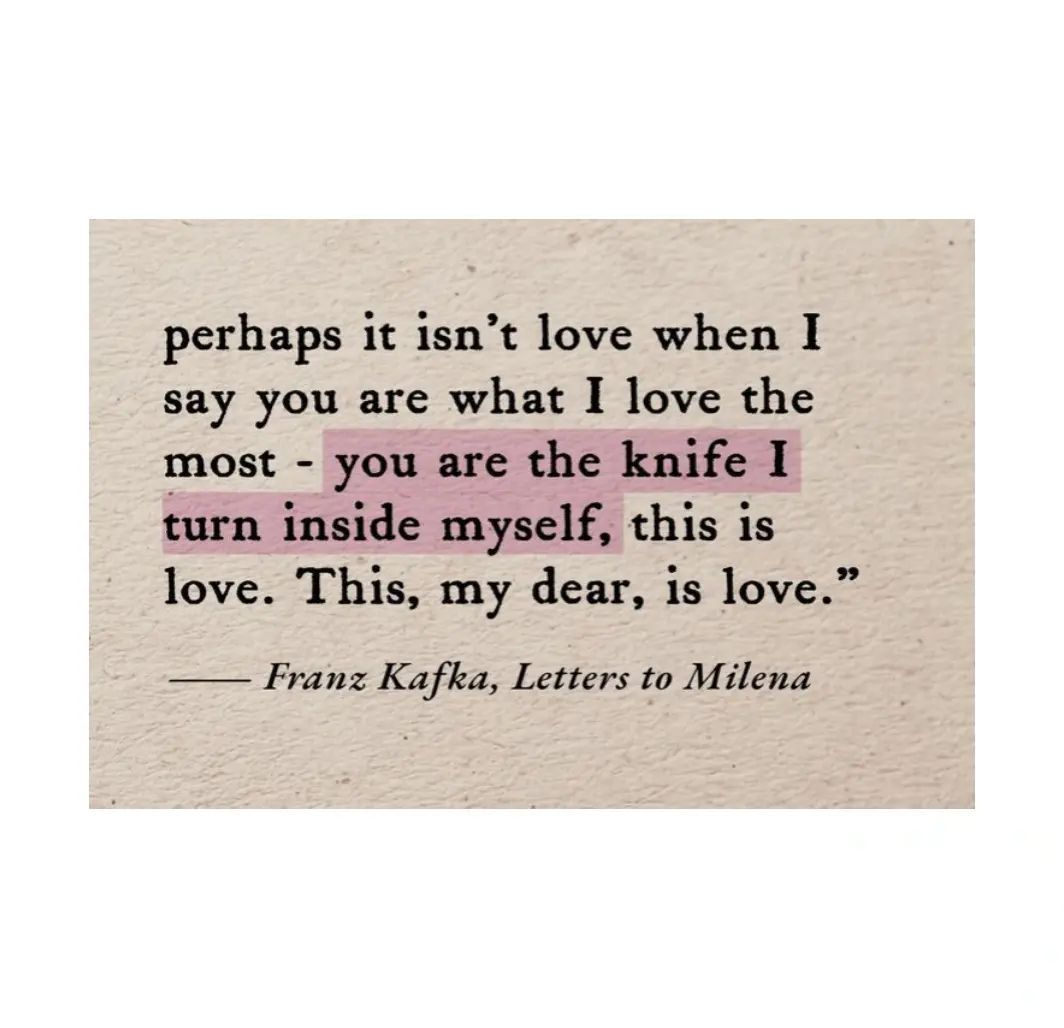 perhaps it isn’t love when I
say you are what I love the
most - you are the knife I
turn inside myself, this is
love. This, my dear, is love.”
—— Franz Kafka, Letters to Milena